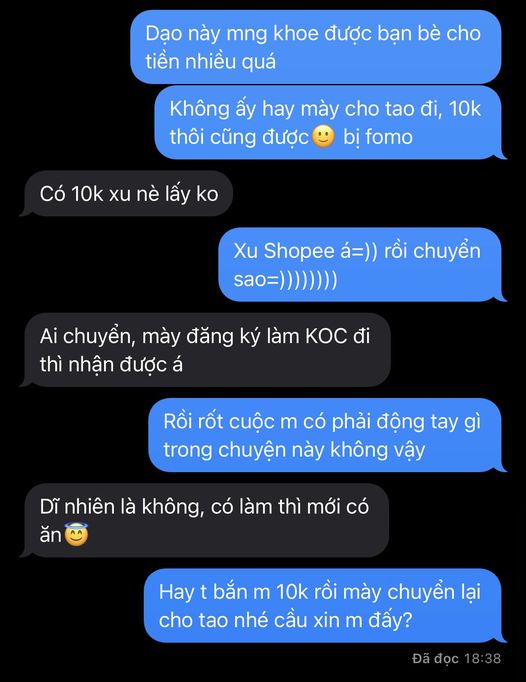 Dạo này mng khoe được bạn bè cho
tiền nhiều quá
Không ấy hay mày cho tao đi, 10k
thôi cũng được🙂 bị fomo
Có 10k xu nè lấy ko
Xu Shopee á=)) rồi chuyển
sao=))))))))
Ai chuyển, mày đăng ký làm KOC đi
thì nhận được á
Rồi rốt cuộc m có phải động tay gì
trong chuyện này không vậy
Dĩ nhiên là không, có làm thì mới có
ăn😇
Hay t bắn m 10k rồi mày chuyển lại
cho tao nhé cầu xin m đấy?
Đã đọc 18:38